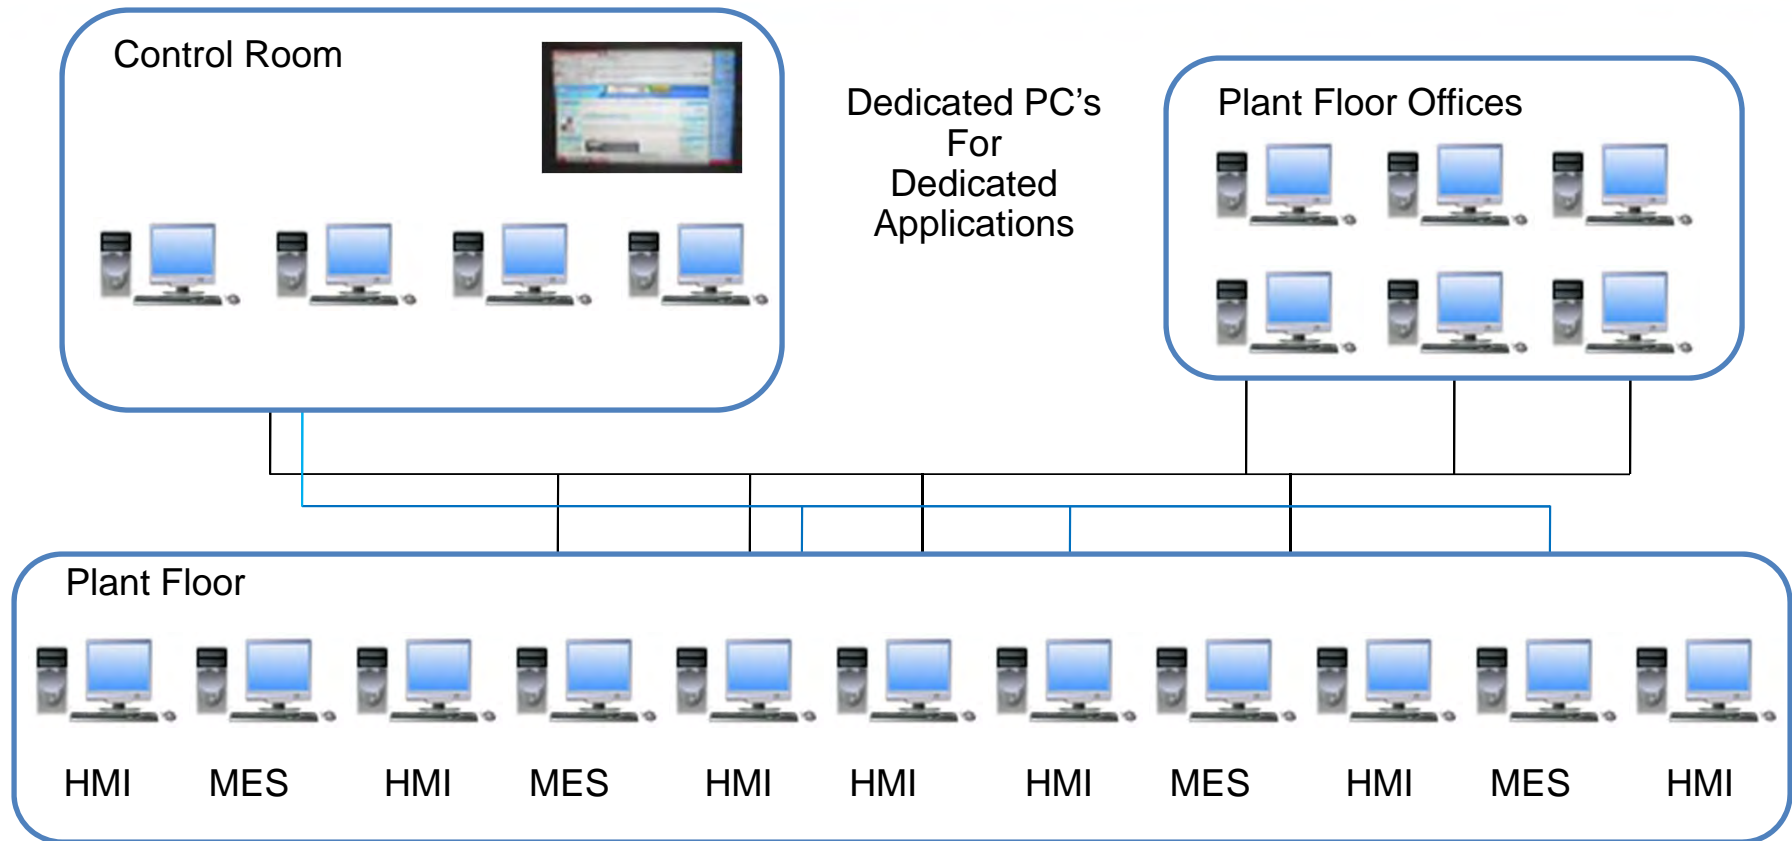 Control Room
Dedicated PC’s
For
Dedicated
Applications
Plant Floor Offices
Plant Floor
HMI MES HMI MES HMI HMI HMI MES HMI MES HMI